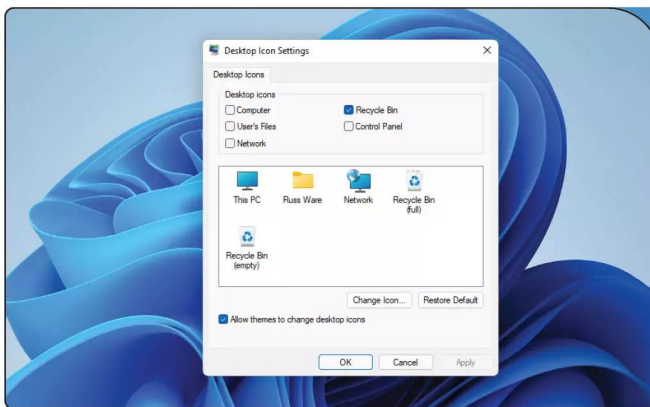 Desktop Icon Settings
Desktop Icons
Desktop icons
Computer
Recycle Bin
User's Files
Control Panel
Network
This PC
Russ Ware
Network
Recycle Bin
(full)
Recycle Bin
(empty)
Change Icon...
Restore Default
Allow themes to change desktop icons
OK
Cancel
Apply